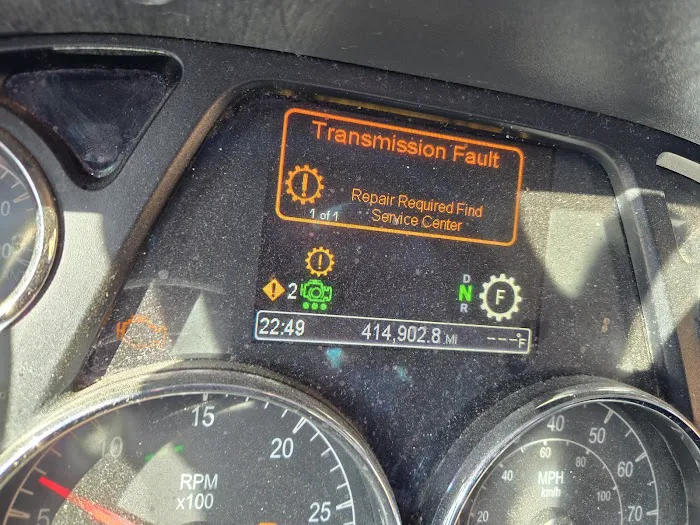 Transmission Fault
!
Repair Required Find
1 of 1
Service Center
!
! 2
D
N
R
F
22:49 414,902.8 MI ---°F
5
10
15
20
25
RPM
x100
20
40
50
60
70
40
60
80
100
MPH
km/h